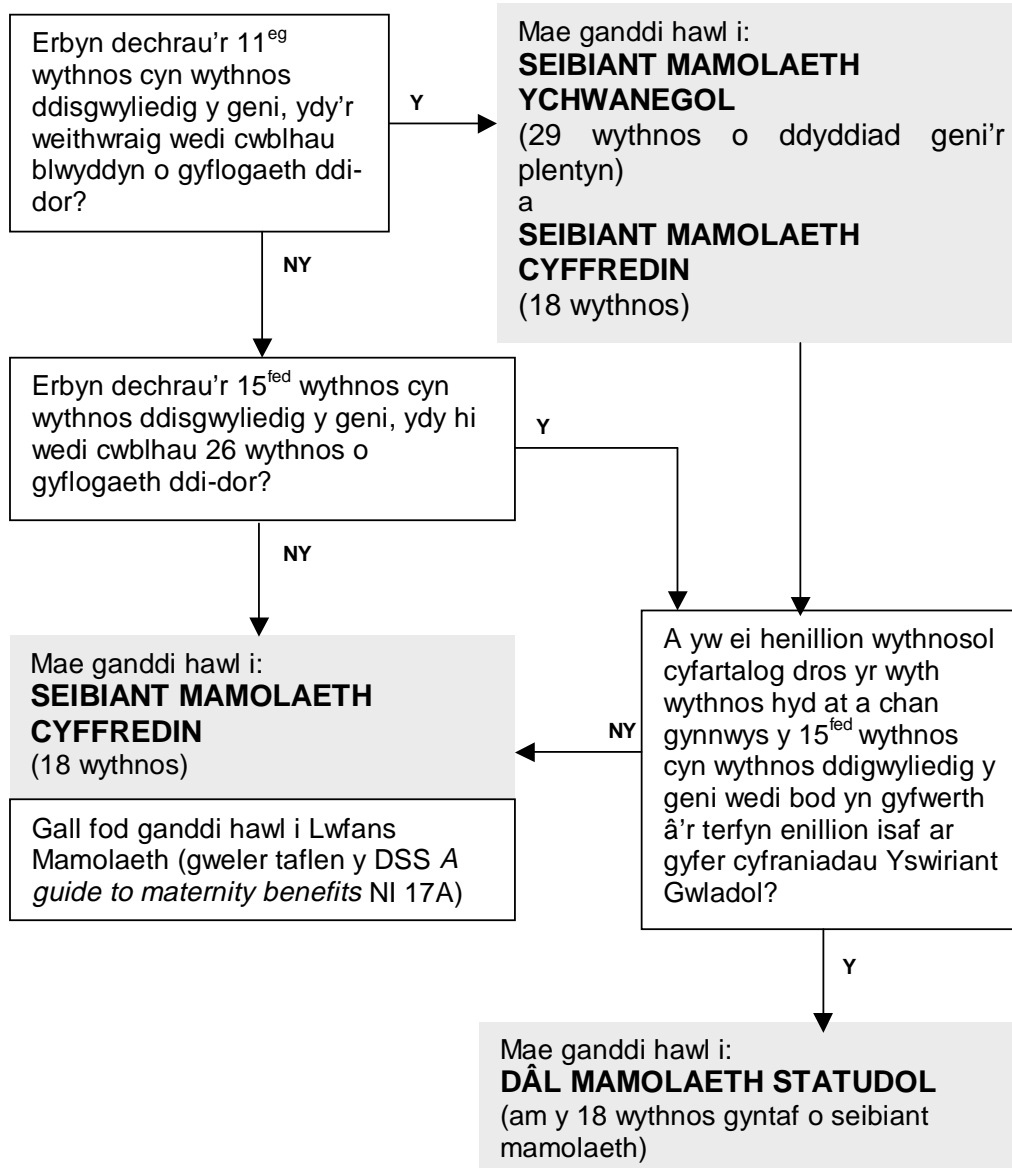 Erbyn dechrau'r 11eg
wythnos cyn wythnos
ddisgwyliedig y geni, ydy'r
weithwraig wedi cwblhau
blwyddyn o gyflogaeth ddi-
dor?
Y
Mae ganddi hawl i:
SEIBIANT MAMOLAETH
YCHWANEGOL
(29 wythnos o ddyddiad geni'r
plentyn)
a
SEIBIANT MAMOLAETH
CYFFREDIN
(18 wythnos)
NY
Erbyn dechrau'r 15fed wythnos cyn
wythnos ddisgwyliedig y geni, ydy hi
wedi cwblhau 26 wythnos o
gyflogaeth ddi-dor?
Y
NY
Mae ganddi hawl i:
SEIBIANT MAMOLAETH
CYFFREDIN
(18 wythnos)
Gall fod ganddi hawl i Lwfans
Mamolaeth (gweler taflen y DSS A
guide to maternity benefits NI 17A)
NY
A yw ei henillion wythnosol
cyfartalog dros yr wyth
wythnos hyd at a chan
gynnwys y 15fed wythnos
cyn wythnos ddigwyliedig y
geni wedi bod yn gyfwerth
â'r terfyn enillion isaf ar
gyfer cyfraniadau Yswiriant
Gwladol?
Y
Mae ganddi hawl i:
DÂL MAMOLAETH STATUDOL
(am y 18 wythnos gyntaf o seibiant
mamolaeth)